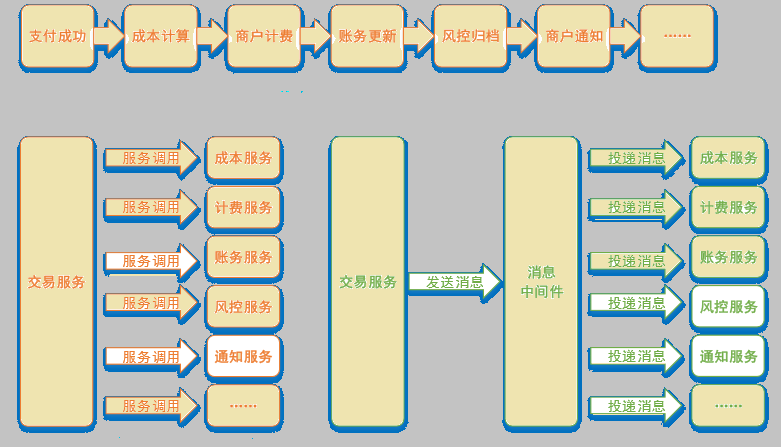 支付成功
成本计算
商户计费
账务更新
风控归档
商户通知
······
交易服务
服务调用
成本服务
服务调用
计费服务
服务调用
账务服务
服务调用
风控服务
服务调用
通知服务
服务调用
······
交易服务
发送消息
消息
中间件
投递消息
成本服务
投递消息
计费服务
投递消息
账务服务
投递消息
风控服务
投递消息
通知服务
投递消息
······